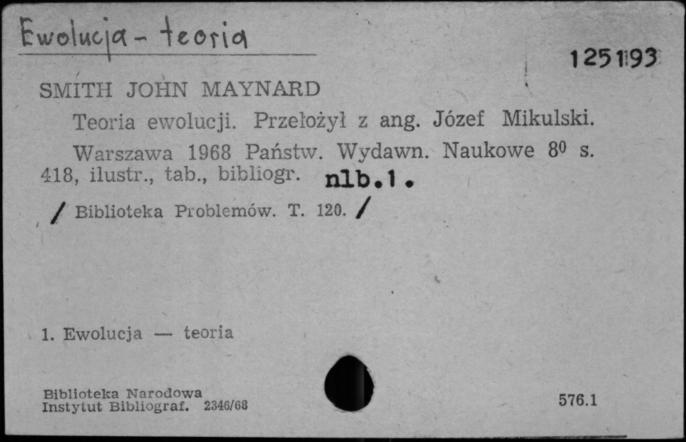 Ewolucja - teoria
125193
SMITH JOHN MAYNARD
Teoria ewolucji. Przełożył z ang. Józef Mikulski.
Warszawa 1968 Państw. Wydawn. Naukowe 8⁰ s.
418, ilustr., tab., bibliogr. nlb.1.
/ Biblioteka Problemów. T. 120. /
1. Ewolucja — teoria
Biblioteka Narodowa
Instytut Bibliograf. 2346/68
576.1